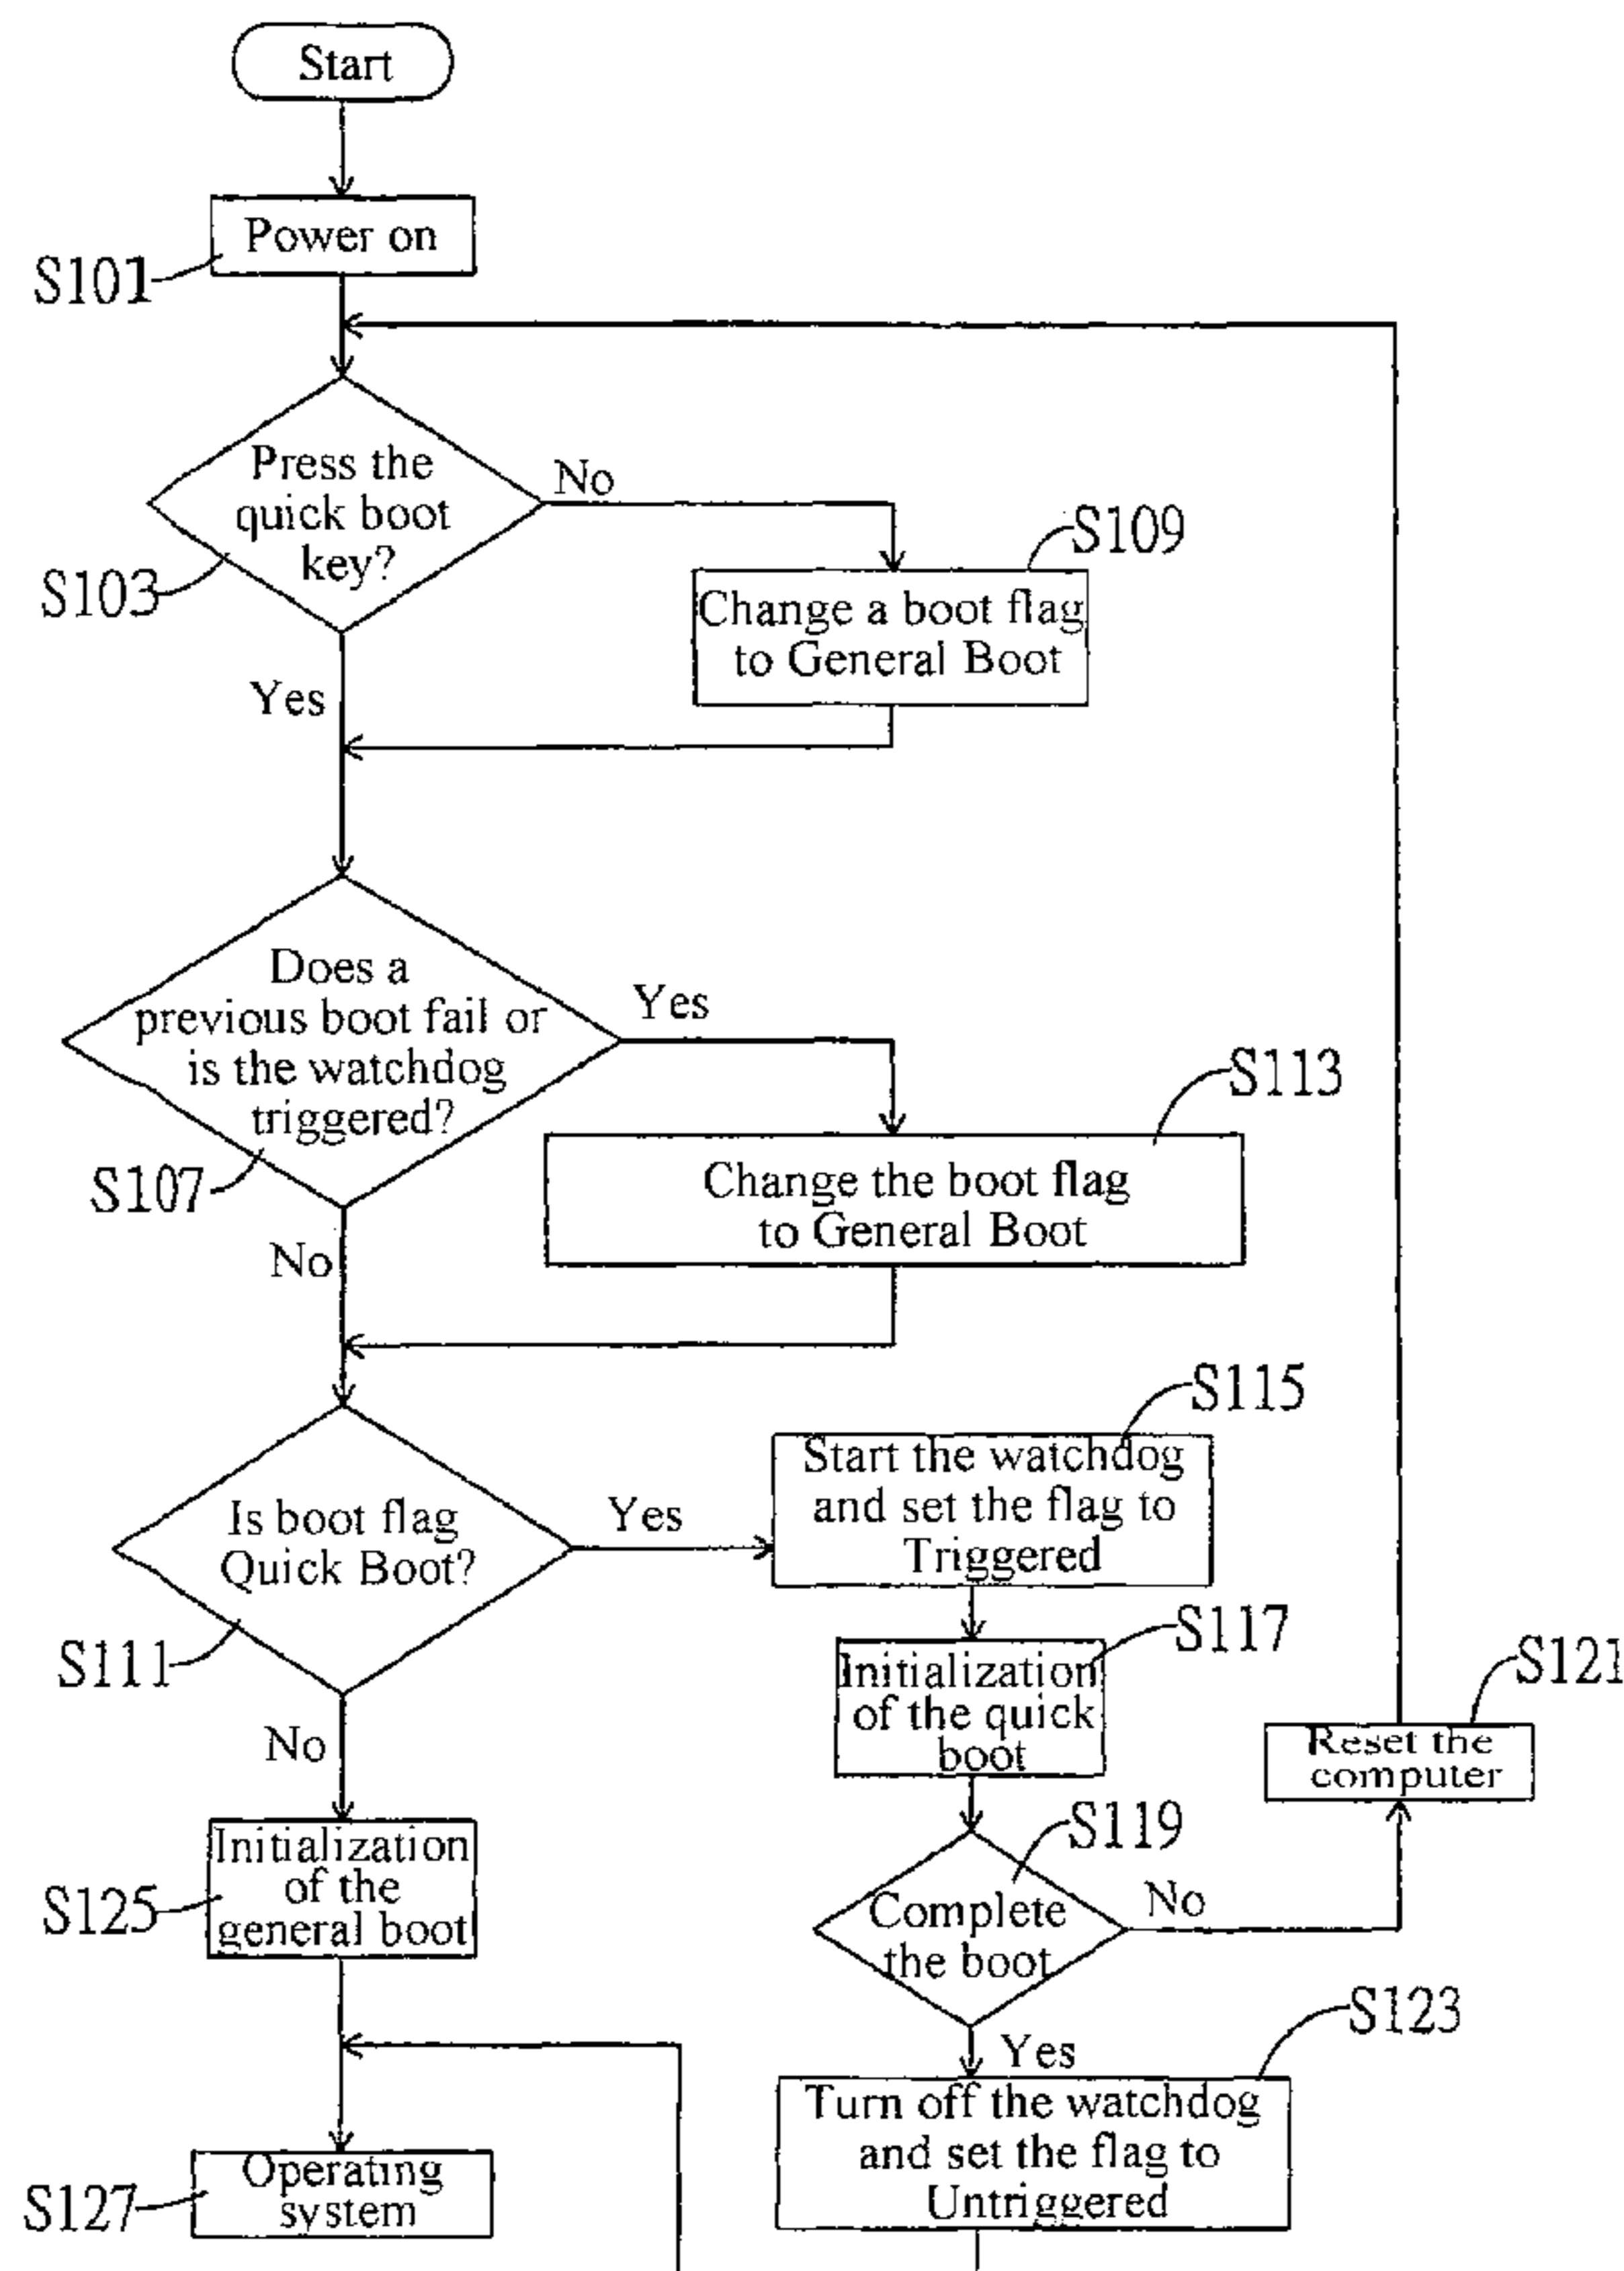 Start
Power on
S101
Press the
quick boot
key?
No
S103
S109
Change a boot flag
to General Boot
Yes
Does a
previous boot fail or
is the watchdog
triggered?
Yes
S107
S113
Change the boot flag
to General Boot
No
S115
Is boot flag
Quick Boot?
Yes
Start the watchdog
and set the flag to
Triggered
S111
S117
Initialization
of the quick
boot
S121
Reset the
computer
No
S119
Complete
the boot
No
Initialization
of the
general boot
S125
S123
Yes
Turn off the watchdog
and set the flag to
Untriggered
Operating
system
S127